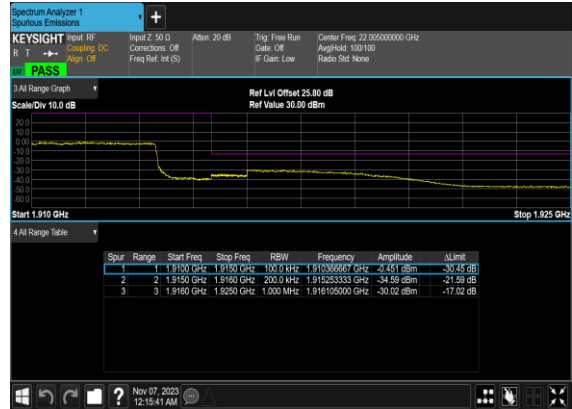 Spectrum Analyzer 1
Spurious Emissions
+
KEYSIGHT Input: RF Input Z: 50 Ω Atten: 20 dB Trig: Free Run Center Freq: 22.005000000 GHz
R T Coupling: DC Corrections: Off Gate: Off Avg|Hold: 100/100
Align: Off Freq Ref: Int (S) IF Gain: Low Radio Std: None
PASS
3 All Range Graph
Ref Lvl Offset 25.80 dB
Scale/Div 10.0 dB Ref Value 30.00 dBm
20.0
10.0
0.00
-10.0
-20.0
-30.0
-40.0
-50.0
-60.0
Start 1.910 GHz Stop 1.925 GHz
4 All Range Table
Spur Range Start Freq Stop Freq RBW Frequency Amplitude ΔLimit
1 1 1.9100 GHz 1.9150 GHz 100.0 kHz 1.910366667 GHz -0.451 dBm -30.45 dB
2 2 1.9150 GHz 1.9160 GHz 200.0 kHz 1.915253333 GHz -34.59 dBm -21.59 dB
3 3 1.9160 GHz 1.9250 GHz 1.000 MHz 1.916105000 GHz -30.02 dBm -17.02 dB
? Nov 07, 2023
12:15:41 AM